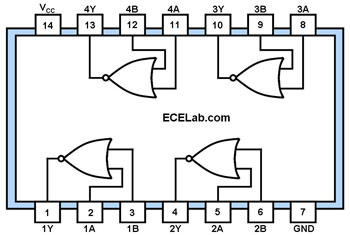 VCC 4Y 4B 4A 3Y 3B 3A
14 13 12 11 10 9 8
ECELab.com
1 2 3 4 5 6 7
1Y 1A 1B 2Y 2A 2B GND